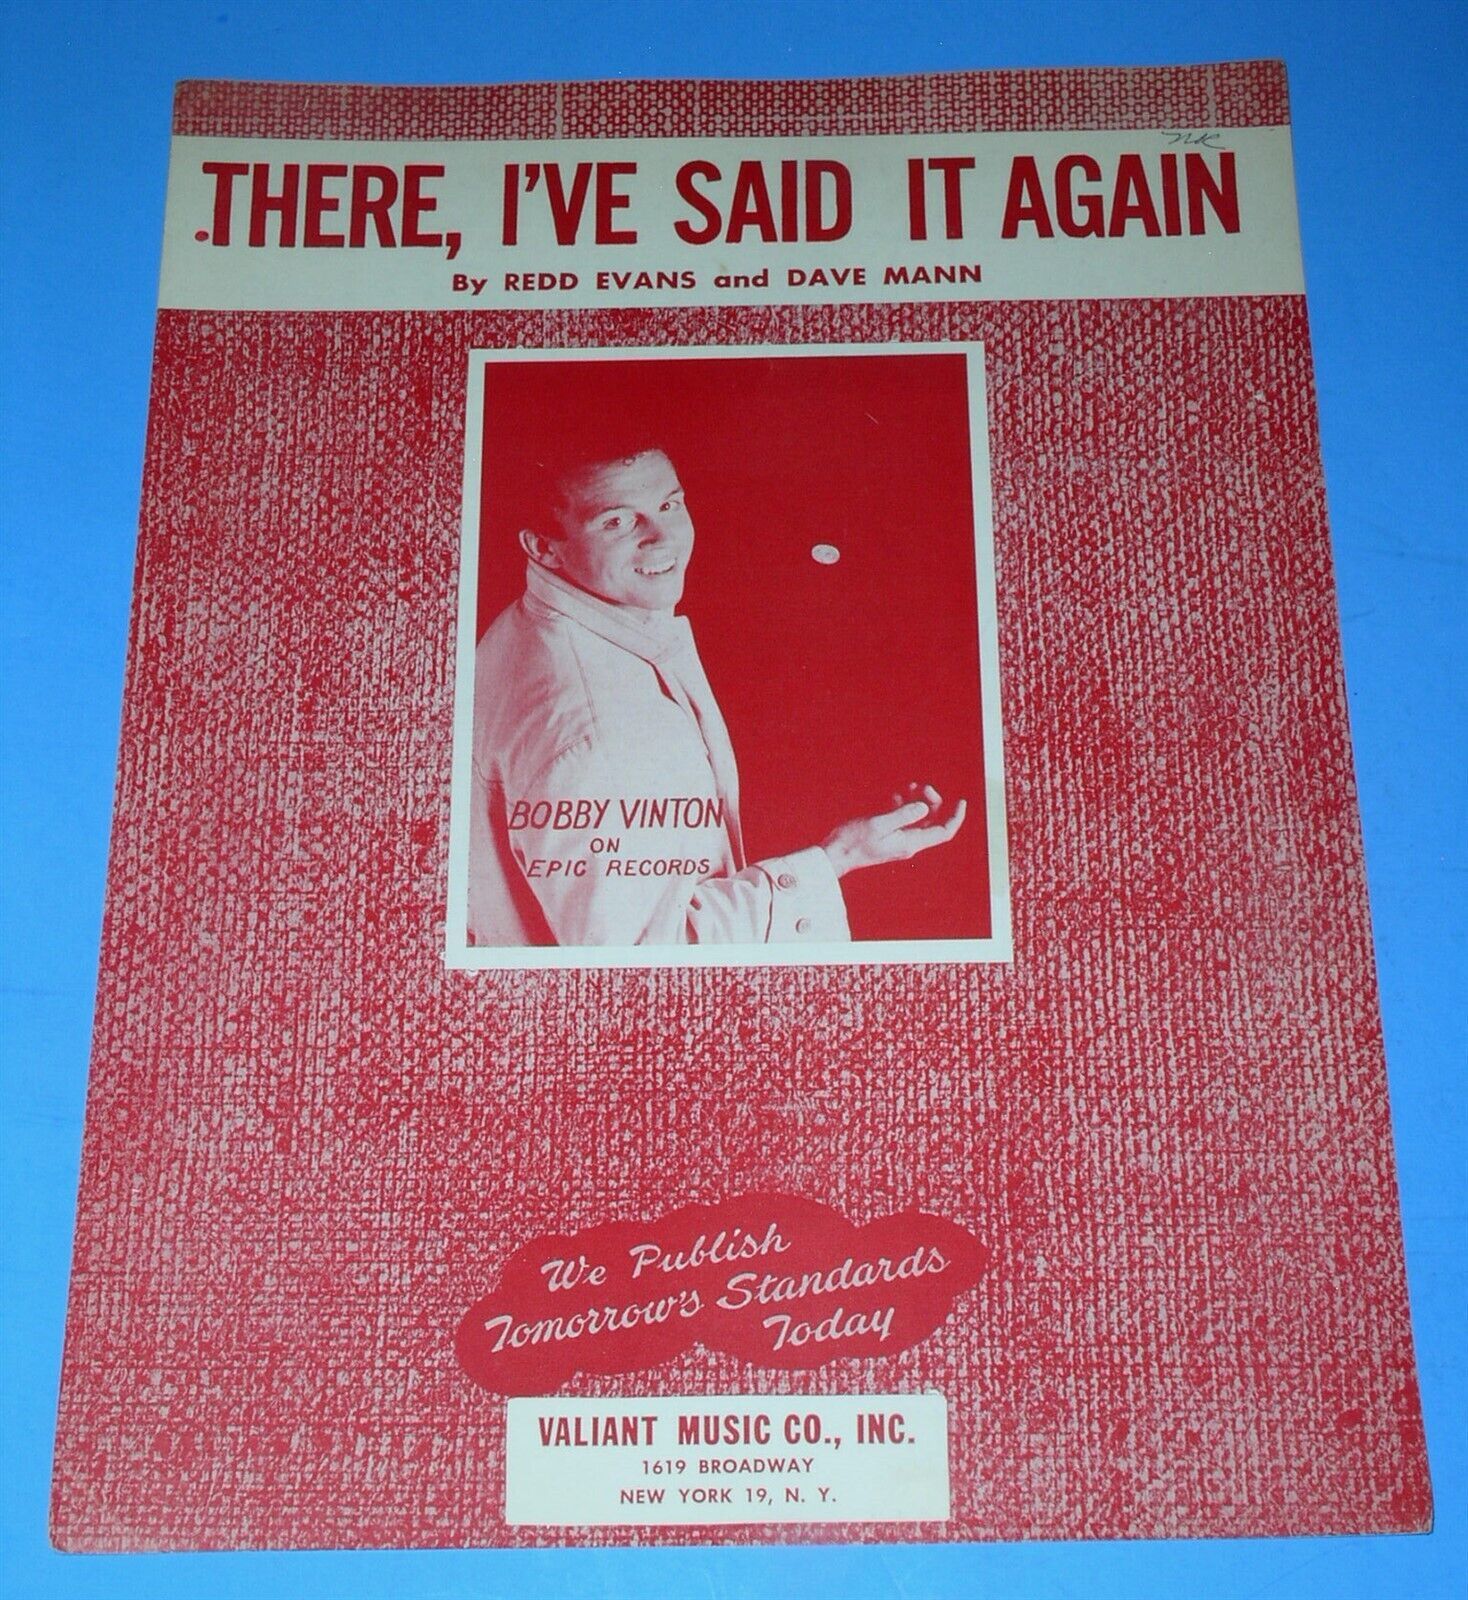 THERE, I'VE SAID IT AGAIN
By REDD EVANS and DAVE MANN
BOBBY VINTON
ON
EPIC RECORDS
We Publish
Tomorrow's Standards
Today
VALIANT MUSIC CO., INC.
1619 BROADWAY
NEW YORK 19, N. Y.